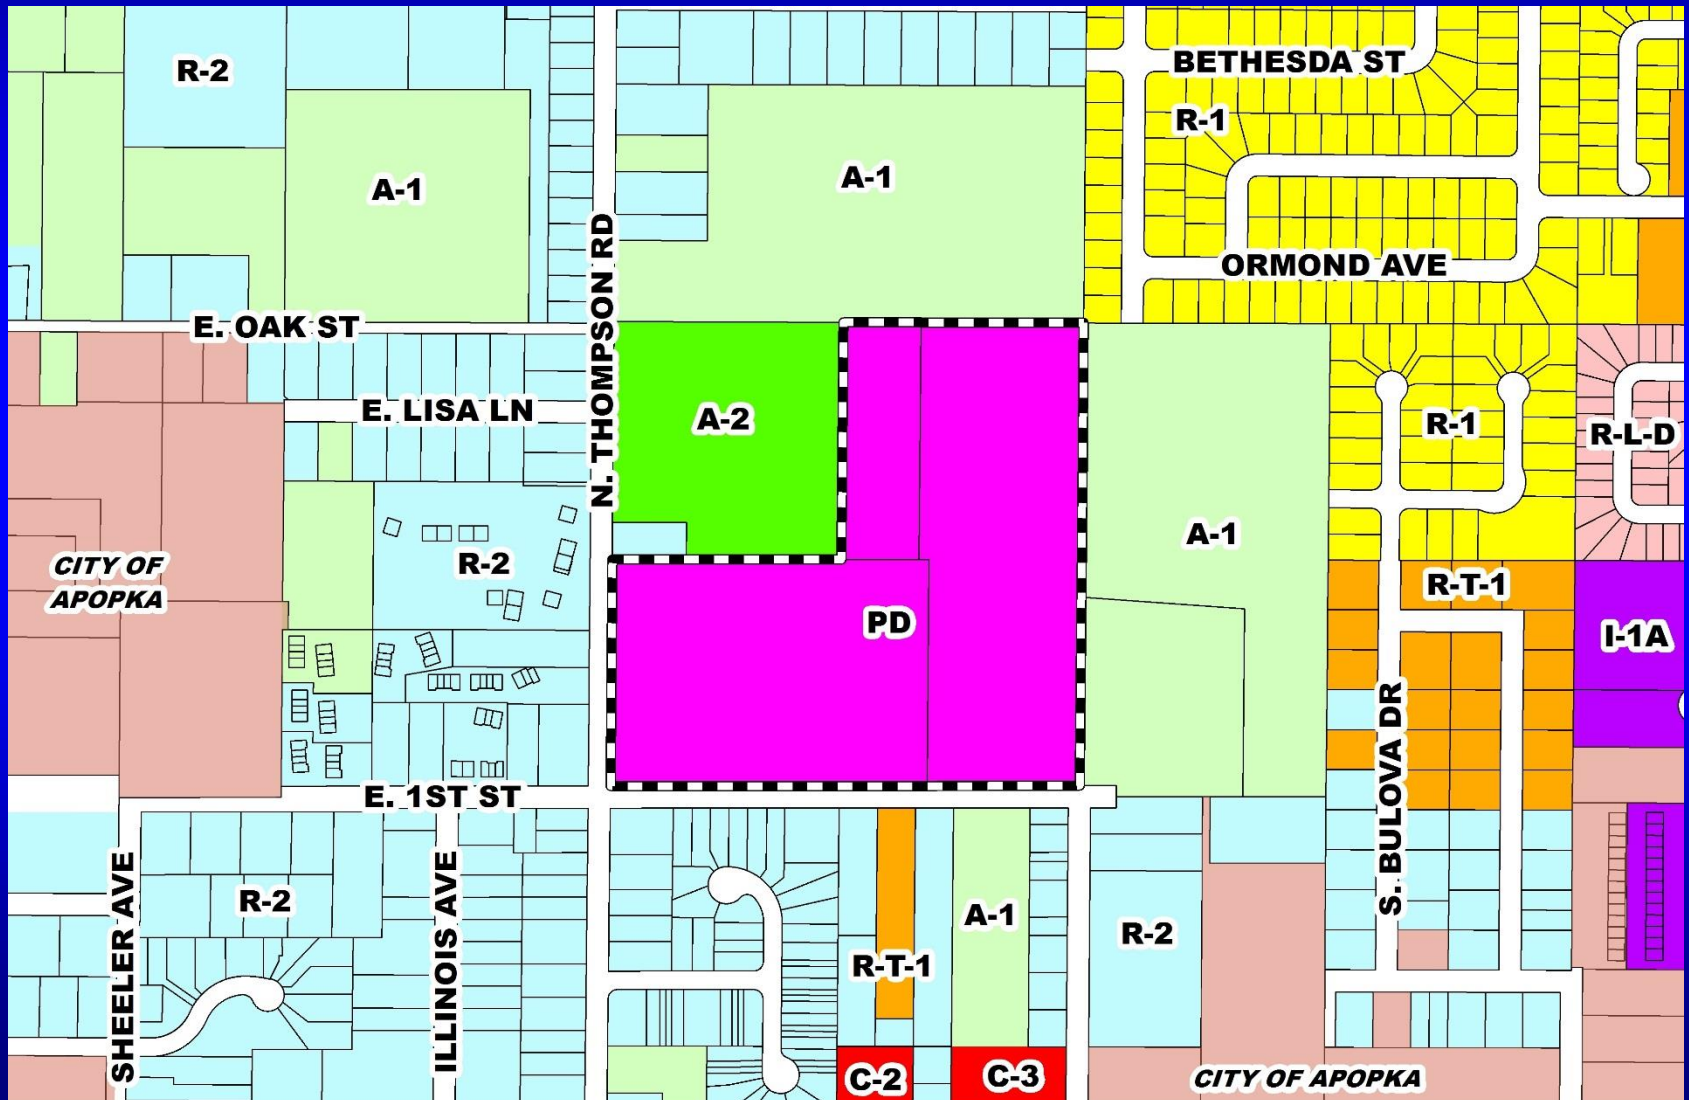 BETHESDA ST
R-2
R-1
A-1
A-1
ORMOND AVE
N. THOMPSON RD
E. OAK ST
E. LISA LN
A-2
R-1
R-L-D
A-1
CITY OF
APOPKA
R-2
R-T-1
PD
I-1A
S. BULOVA DR
E. 1ST ST
SHEELER AVE
ILLINOIS AVE
R-2
A-1
R-2
R-T-1
C-2
C-3
CITY OF APOPKA